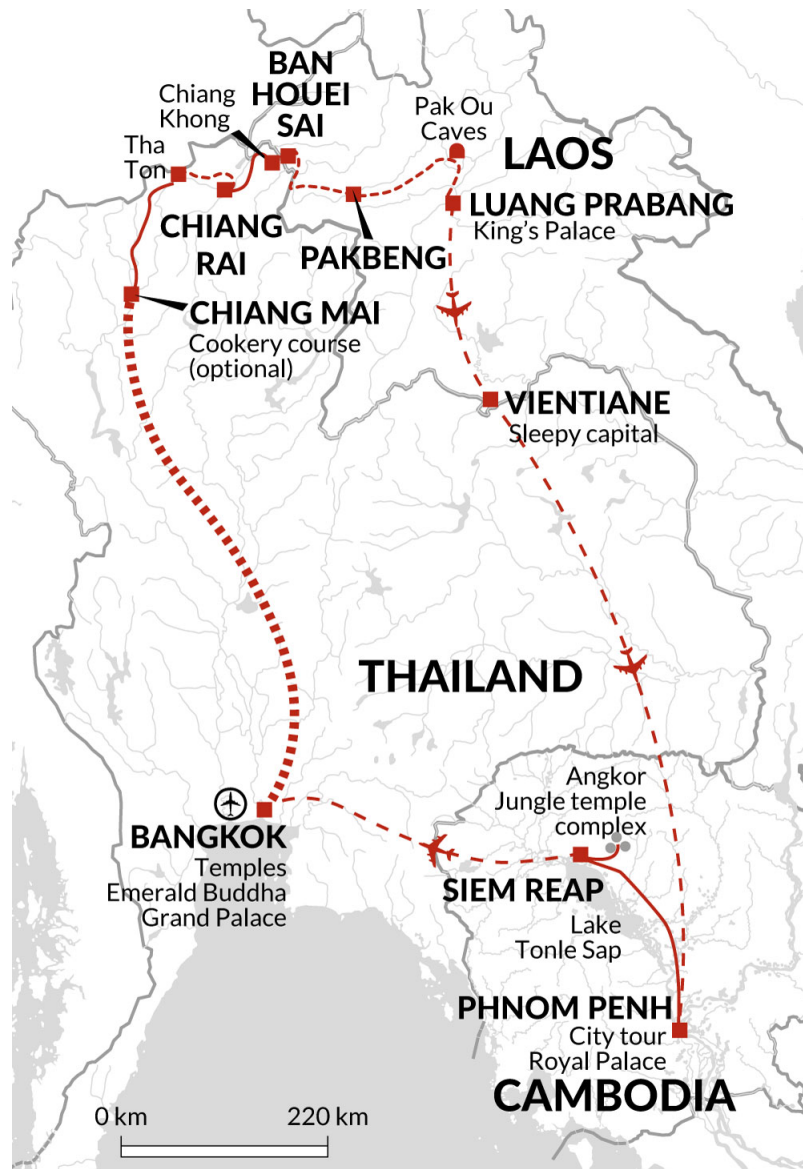 BAN
HOUEI
SAI
Chiang
Khong
Pak Ou
Caves
Tha
Ton
LAOS
LUANG PRABANG
King's Palace
CHIANG
RAI
PAKBENG
CHIANG MAI
Cookery course
(optional)
VIENTIANE
Sleepy capital
THAILAND
Angkor
Jungle temple
complex
BANGKOK
Temples
Emerald Buddha
Grand Palace
SIEM REAP
Lake
Tonle Sap
PHNOM PENH
City tour
Royal Palace
CAMBODIA
0 km
220 km